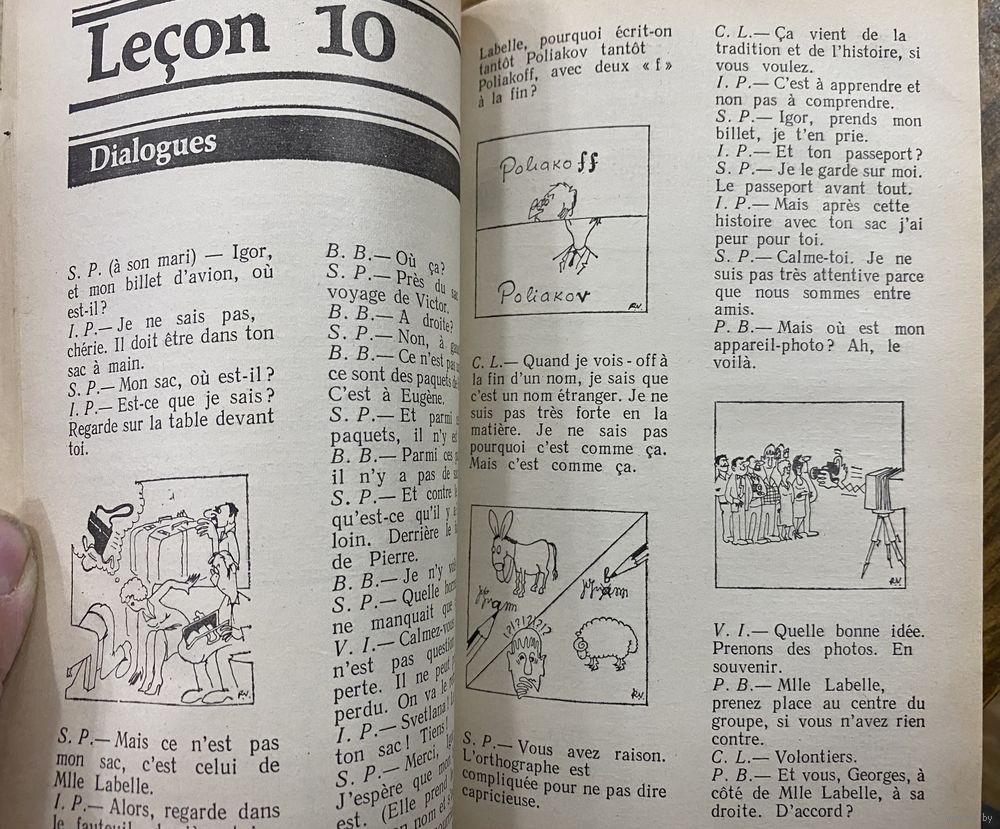 Leçon 10
Dialogues
S. P. (à son mari) — Igor,
et mon billet d'avion, où
est-il?
I. P.— Je ne sais pas,
chérie. Il doit être dans ton
sac à main.
S. P.— Mon sac, où est-il?
I. P.— Est-ce que je sais?
Regarde sur la table devant
toi.
S. P.— Mais ce n'est pas
mon sac, c'est celui de
Mlle Labelle.
I. P.— Alors, regarde dans
B. B.— Où ça?
S. P.— Près du
voyage de Victor.
B. B.— A droite?
S. P.— Non, à
B. B.— Ce n'est pas
ce sont des paquets
C'est à Eugène.
S. P.— Et parmi
paquets, il n'y
B. B.— Parmi ces
il n'y a pas de
S. P.— Et contre
qu'est-ce qu'il y
loin. Derrière le
de Pierre.
B. B.— Je n'y
S. P.— Quelle
ne manquait que
V. I.— Calmez-vous
n'est pas question
perte. Il ne peut
perdu. On va le
I. P.— Svetlana!
ton sac! Tiens!
S. P.— Merci,
J'espère que mon
est. (Elle prend
Labelle, pourquoi écrit-on
tantôt Poliakov tantôt
Poliakoff, avec deux « f »
à la fin?
Poliakoff
Poliakov
R.N.
C. L.— Quand je vois - off à
la fin d'un nom, je sais que
c'est un nom étranger. Je ne
suis pas très forte en la
matière. Je ne sais pas
pourquoi c'est comme ça.
Mais c'est comme ça.
!?!?!?!?
R.N.
S. P.— Vous avez raison.
L'orthographe est
compliquée pour ne pas dire
capricieuse.
C. L.— Ça vient de la
tradition et de l'histoire, si
vous voulez.
I. P.— C'est à apprendre et
non pas à comprendre.
S. P.— Igor, prends mon
billet, je t'en prie.
I. P.— Et ton passeport?
S. P.— Je le garde sur moi.
Le passeport avant tout.
I. P.— Mais après cette
histoire avec ton sac j'ai
peur pour toi.
S. P.— Calme-toi. Je ne
suis pas très attentive parce
que nous sommes entre
amis.
P. B.— Mais où est mon
appareil-photo? Ah, le
voilà.
R.N.
V. I.— Quelle bonne idée.
Prenons des photos. En
souvenir.
P. B.— Mlle Labelle,
prenez place au centre du
groupe, si vous n'avez rien
contre.
C. L.— Volontiers.
P. B.— Et vous, Georges, à
côté de Mlle Labelle, à sa
droite. D'accord?